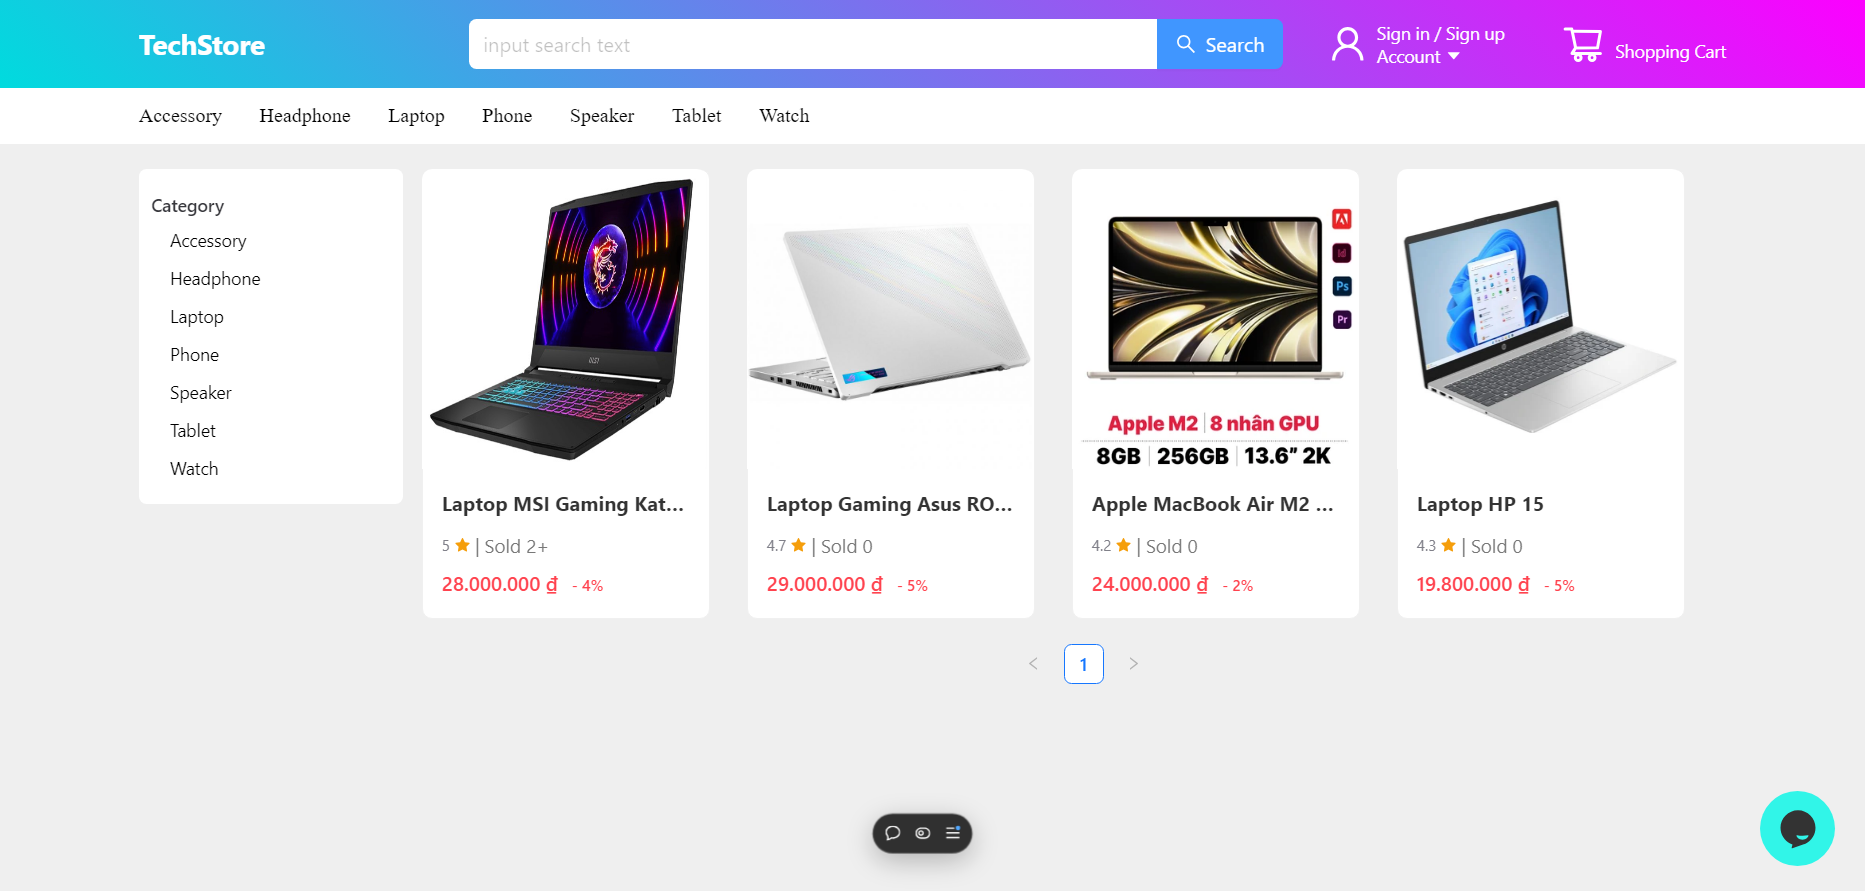 TechStore
input search text
Search
Sign in / Sign up
Account
Shopping Cart
Accessory
Headphone
Laptop
Phone
Speaker
Tablet
Watch
Category
Accessory
Headphone
Laptop
Phone
Speaker
Tablet
Watch
msi
Id
Ps
Pr
Apple M2 | 8 nhân GPU
8GB | 256GB | 13.6” 2K
Laptop MSI Gaming Kat...
5 | Sold 2+
28.000.000 ₫ - 4%
Laptop Gaming Asus RO...
4.7 | Sold 0
29.000.000 ₫ - 5%
Apple MacBook Air M2 ...
4.2 | Sold 0
24.000.000 ₫ - 2%
Laptop HP 15
4.3 | Sold 0
19.800.000 ₫ - 5%
< 1 >